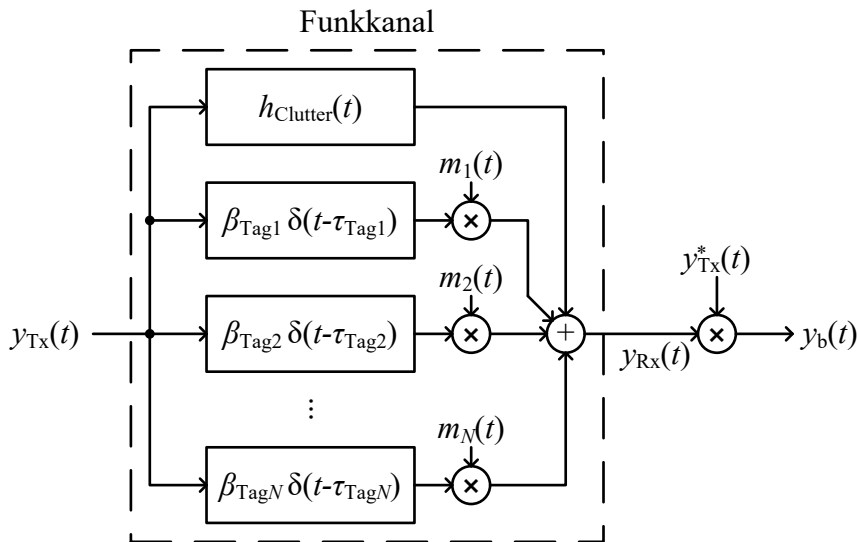 Funkkanal
h_Clutter(t)
m_1(t)
β_Tag1 δ(t-τ_Tag1)
y*_Tx(t)
m_2(t)
y_Tx(t)
β_Tag2 δ(t-τ_Tag2)
+
y_Rx(t)
y_b(t)
⋮
m_N(t)
β_TagN δ(t-τ_TagN)